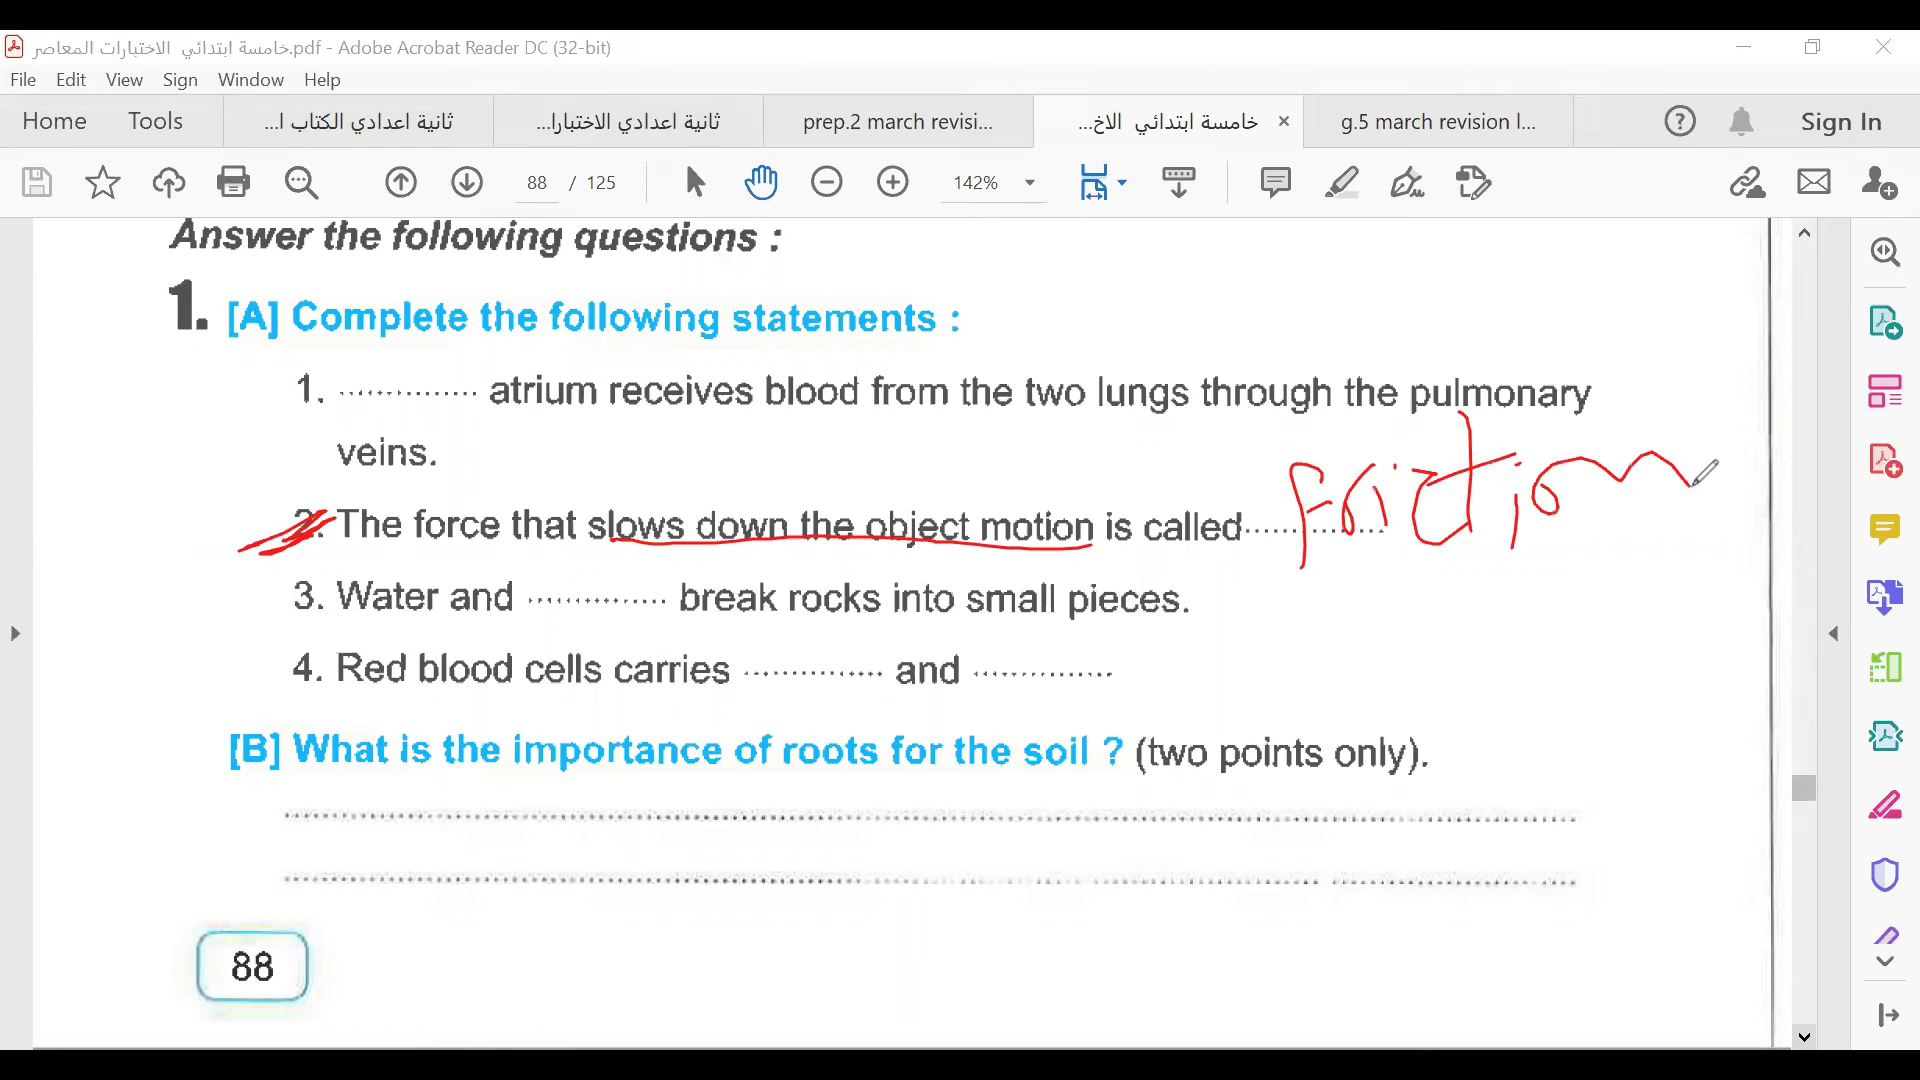 خامسة ابتدائي الاختبارات المعاصر.pdf - Adobe Acrobat Reader DC (32-bit)
File Edit View Sign Window Help
Home Tools ثانية اعدادي الكتاب ا... ثانية اعدادي الاختبارا... prep.2 march revisi... خامسة ابتدائي الاخ... × g.5 march revision l... ? Sign In
88 / 125 142%
Answer the following questions :
1. [A] Complete the following statements :
1. ............. atrium receives blood from the two lungs through the pulmonary
veins.
2. The force that slows down the object motion is called ............. Friction
3. Water and ............. break rocks into small pieces.
4. Red blood cells carries ............. and .............
[B] What is the importance of roots for the soil ? (two points only).
88